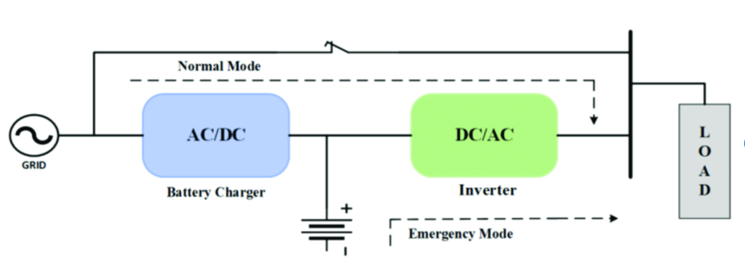 Normal Mode
AC/DC
DC/AC
GRID
Battery Charger
Inverter
+
Emergency Mode
L
O
A
D